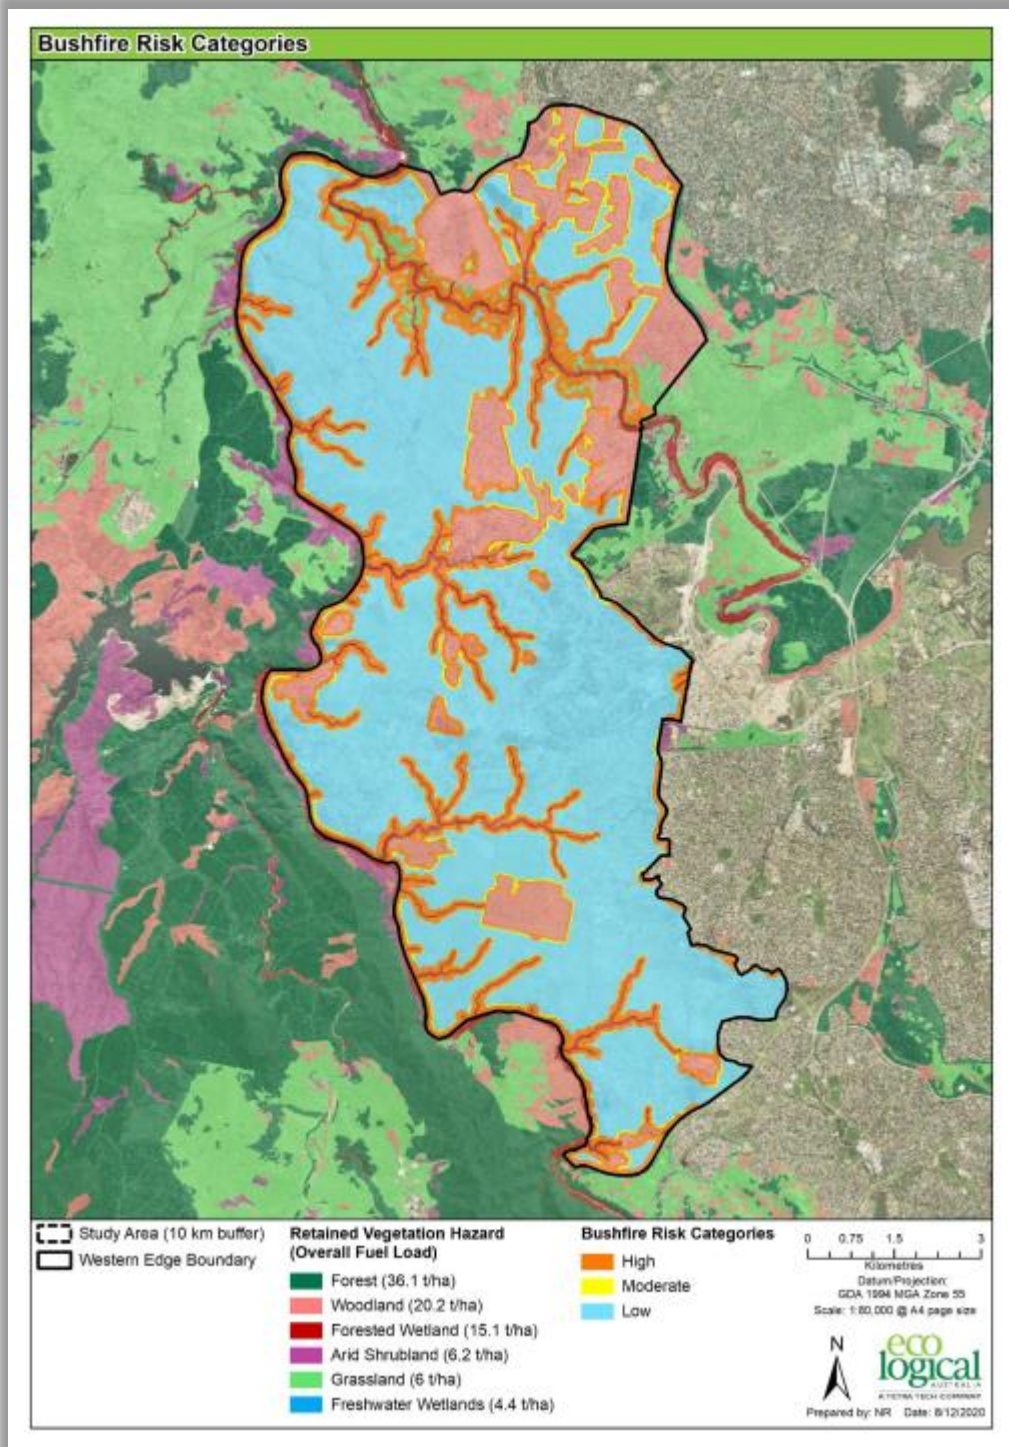 Bushfire Risk Categories
Study Area (10 km buffer)
Western Edge Boundary
Retained Vegetation Hazard
(Overall Fuel Load)
Forest (36.1 t/ha)
Woodland (20.2 t/ha)
Forested Wetland (15.1 t/ha)
Arid Shrubland (6.2 t/ha)
Grassland (6 t/ha)
Freshwater Wetlands (4.4 t/ha)
Bushfire Risk Categories
High
Moderate
Low
0 0.75 1.5 3
Kilometres
Datum/Projection:
GDA 1994 MGA Zone 55
Scale: 1:80,000 @ A4 page size
N
eco
logical
AUSTRALIA
A TETRA TECH COMPANY
Prepared by: NR Date: 8/12/2020